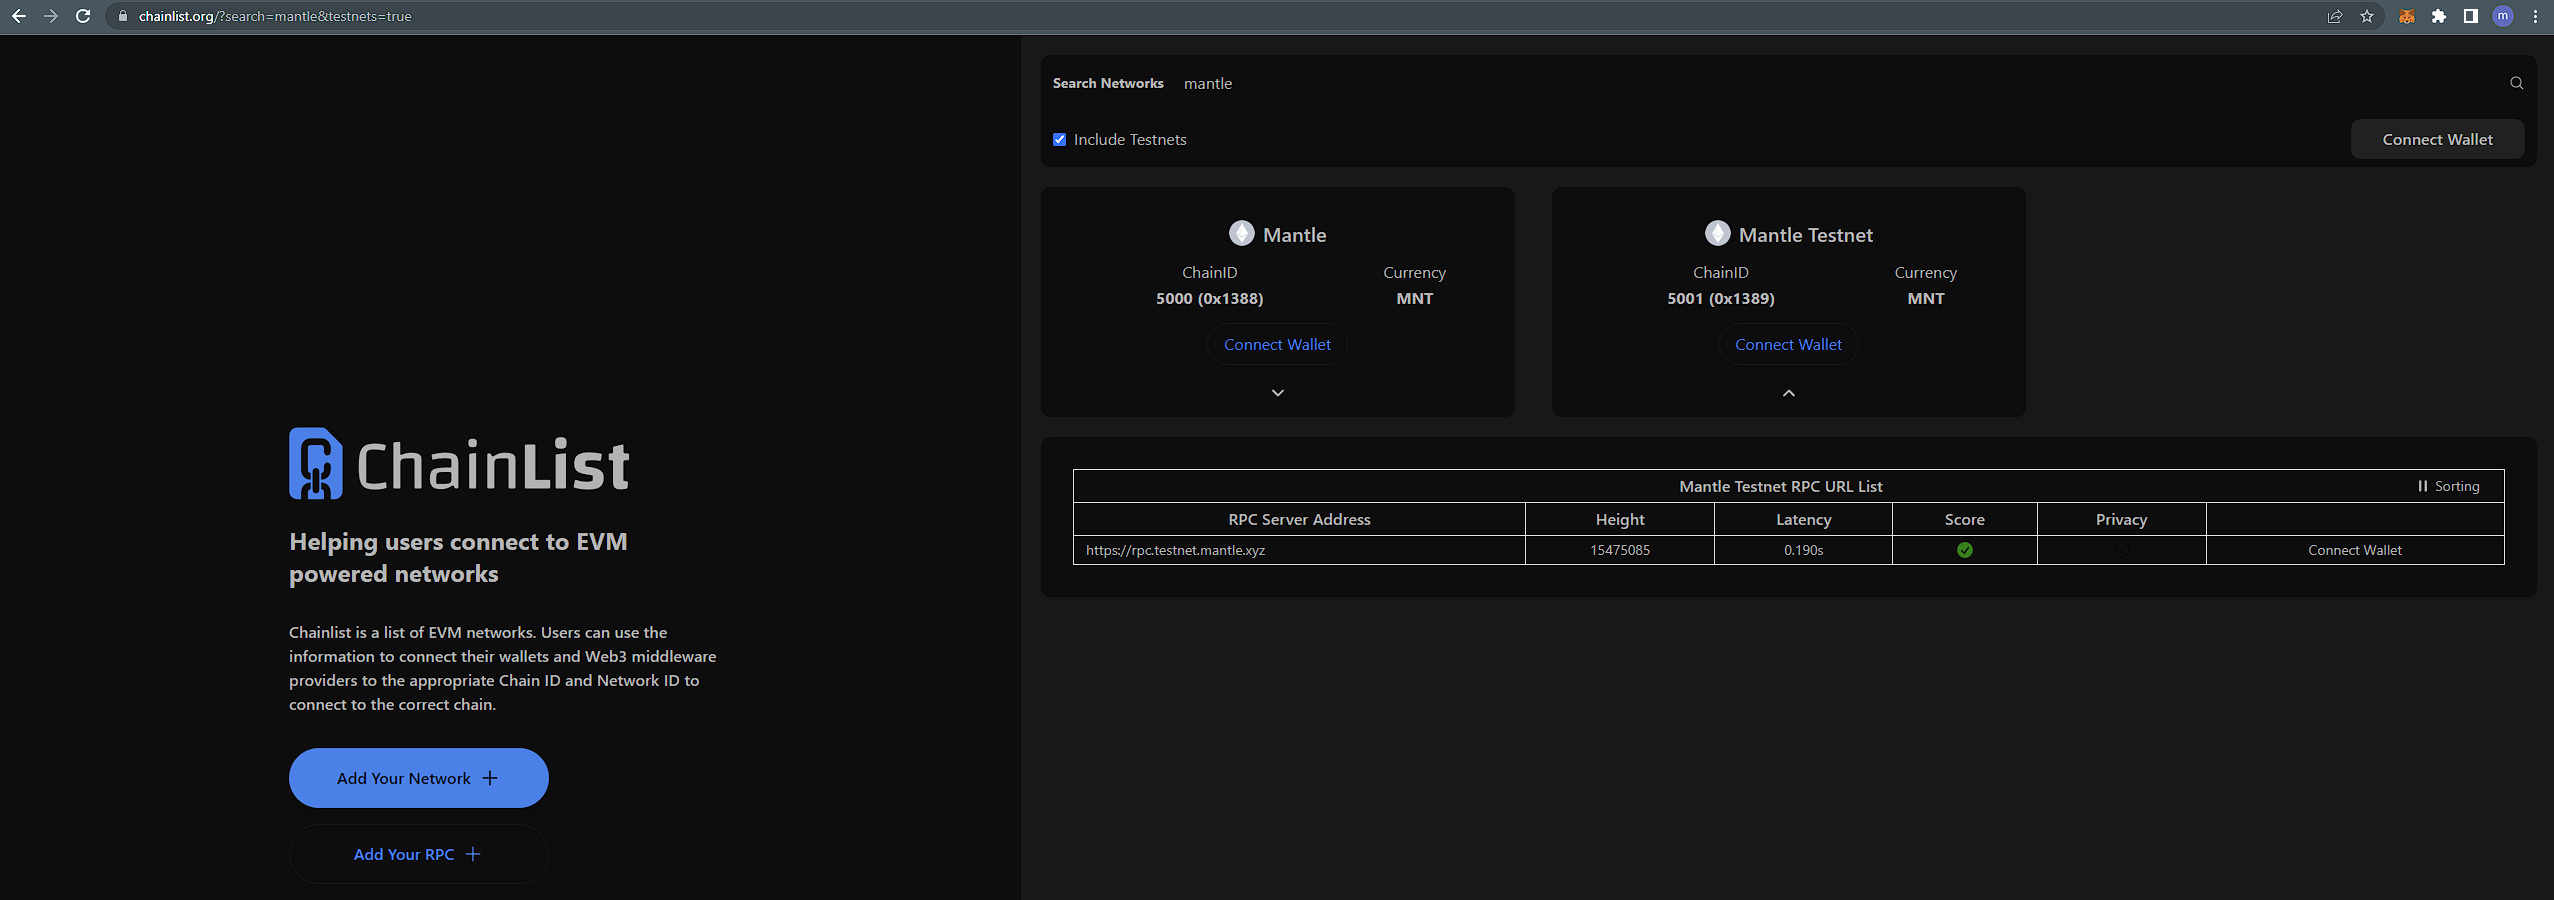 chainlist.org/?search=mantle&testnets=true
m
ChainList
Helping users connect to EVM
powered networks
Chainlist is a list of EVM networks. Users can use the
information to connect their wallets and Web3 middleware
providers to the appropriate Chain ID and Network ID to
connect to the correct chain.
Add Your Network
Add Your RPC
Search Networks mantle
Include Testnets
Connect Wallet
Mantle
ChainID Currency
5000 (0x1388) MNT
Connect Wallet
Mantle Testnet
ChainID Currency
5001 (0x1389) MNT
Connect Wallet
Mantle Testnet RPC URL List Sorting
RPC Server Address Height Latency Score Privacy
https://rpc.testnet.mantle.xyz 15475085 0.190s Connect Wallet